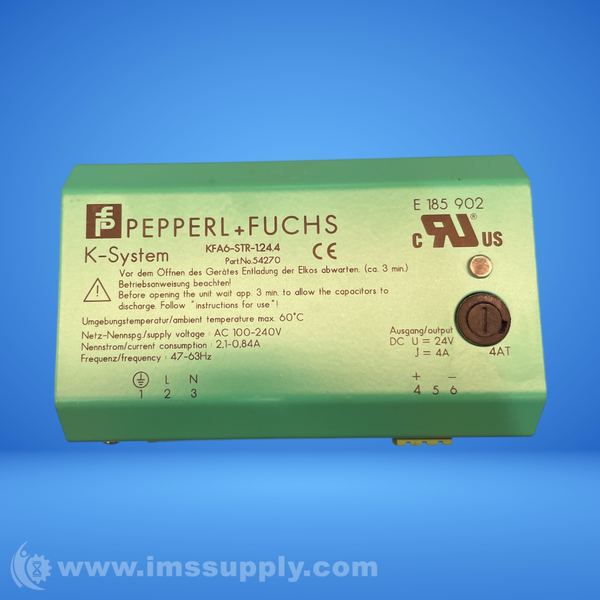 PEPPERL+FUCHS
E 185 902
K-System
KFA6-STR-1.24.4
Part.No.54270
CE
C RU US
Vor dem Öffnen des Gerätes Entladung der Elkos abwarten. (ca. 3 min.)
Betriebsanweisung beachten!
Before opening the unit wait app. 3 min. to allow the capacitors to
discharge. Follow "instructions for use"!
Umgebungstemperatur/ambient temperature max. 60°C
Netz-Nennspg./supply voltage : AC 100-240V
Nennstrom/current consumption : 2,1-0,84A
Frequenz/frequency : 47-63Hz
Ausgang/output
DC U = 24V
J = 4A
4AT
L N
1 2 3
+ -
4 5 6
www.imssupply.com